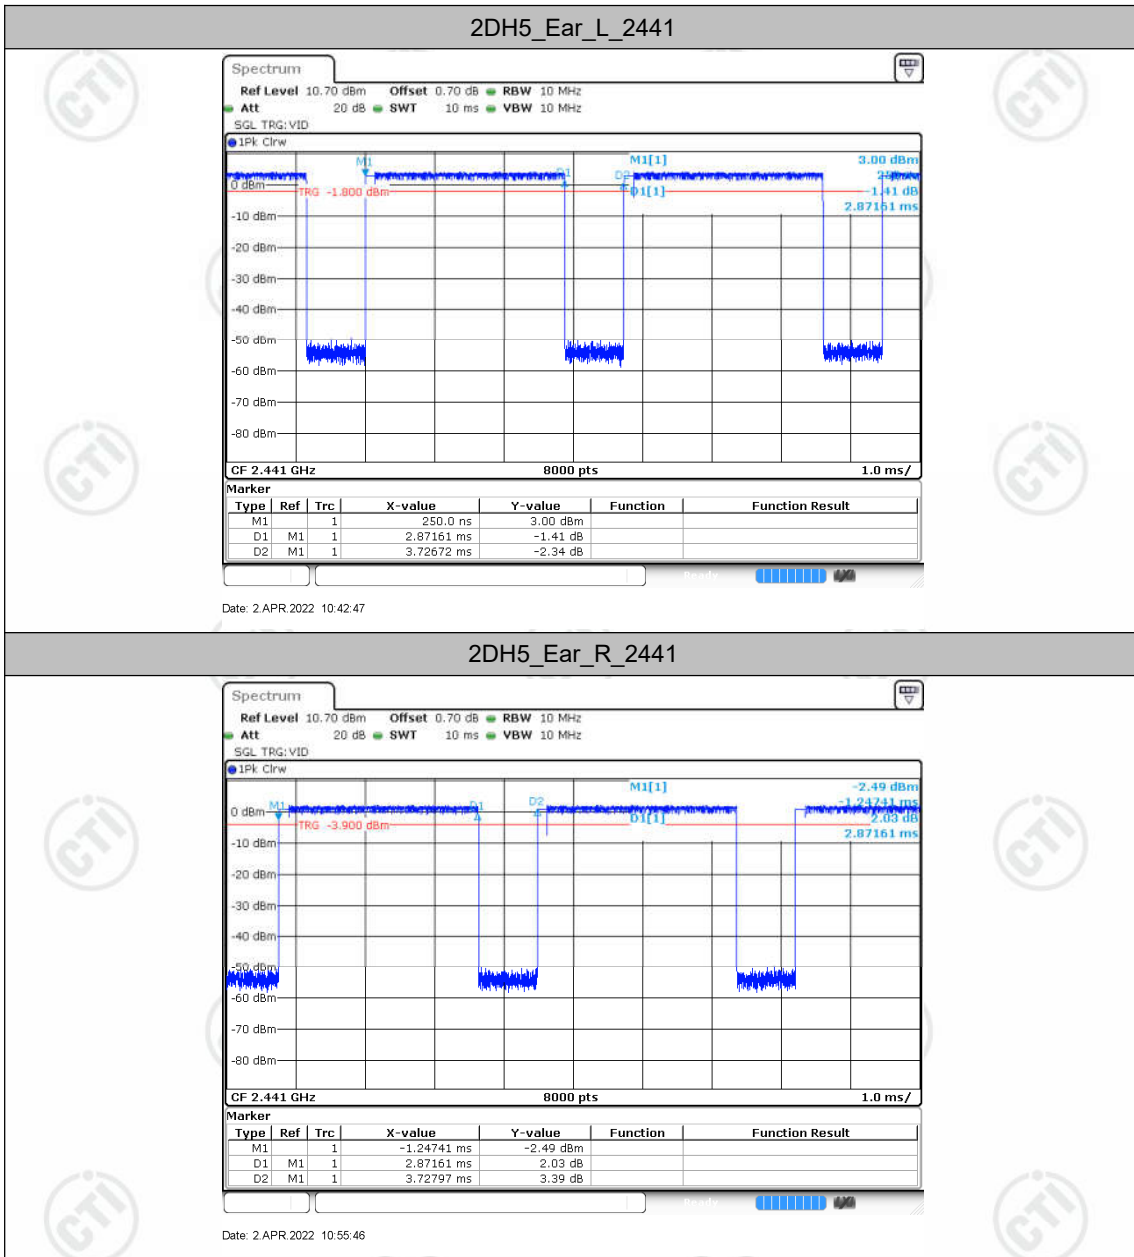 2DH5_Ear_L_2441
Spectrum
Ref Level 10.70 dBm Offset 0.70 dB RBW 10 MHz
Att 20 dB SWT 10 ms VBW 10 MHz
SGL TRG:VID
1Pk Clrw
M1 M1[1] 3.00 dBm
D1 D2
0 dBm
TRG -1.800 dBm D1[1] -1.41 dB
2.87161 ms
-10 dBm
-20 dBm
-30 dBm
-40 dBm
-50 dBm
-60 dBm
-70 dBm
-80 dBm
CF 2.441 GHz 8000 pts 1.0 ms/
Marker
Type Ref Trc X-value Y-value Function Function Result
M1 1 250.0 ns 3.00 dBm
D1 M1 1 2.87161 ms -1.41 dB
D2 M1 1 3.72672 ms -2.34 dB
Ready
Date: 2.APR.2022 10:42:47
2DH5_Ear_R_2441
Spectrum
Ref Level 10.70 dBm Offset 0.70 dB RBW 10 MHz
Att 20 dB SWT 10 ms VBW 10 MHz
SGL TRG:VID
1Pk Clrw
M1[1] -2.49 dBm
M1 D1 D2 -1.24741 ms
0 dBm
D1[1] 2.03 dB
TRG -3.900 dBm
2.87161 ms
-10 dBm
-20 dBm
-30 dBm
-40 dBm
-50 dBm
-60 dBm
-70 dBm
-80 dBm
CF 2.441 GHz 8000 pts 1.0 ms/
Marker
Type Ref Trc X-value Y-value Function Function Result
M1 1 -1.24741 ms -2.49 dBm
D1 M1 1 2.87161 ms 2.03 dB
D2 M1 1 3.72797 ms 3.39 dB
Ready
Date: 2.APR.2022 10:55:46
CTI
CTI
CTI
CTI
CTI
CTI
CTI
CTI